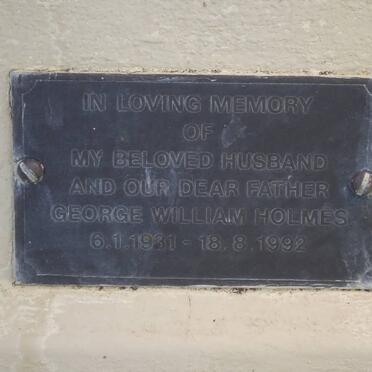 IN LOVING MEMORY
OF
MY BELOVED HUSBAND
AND OUR DEAR FATHER
GEORGE WILLIAM HOLMES
6.1.1931 - 18.8.1992